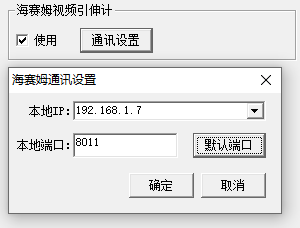 海赛姆视频引伸计
使用 通讯设置
海赛姆通讯设置
本地IP: 192.168.1.7
本地端口: 8011 默认端口
确定 取消